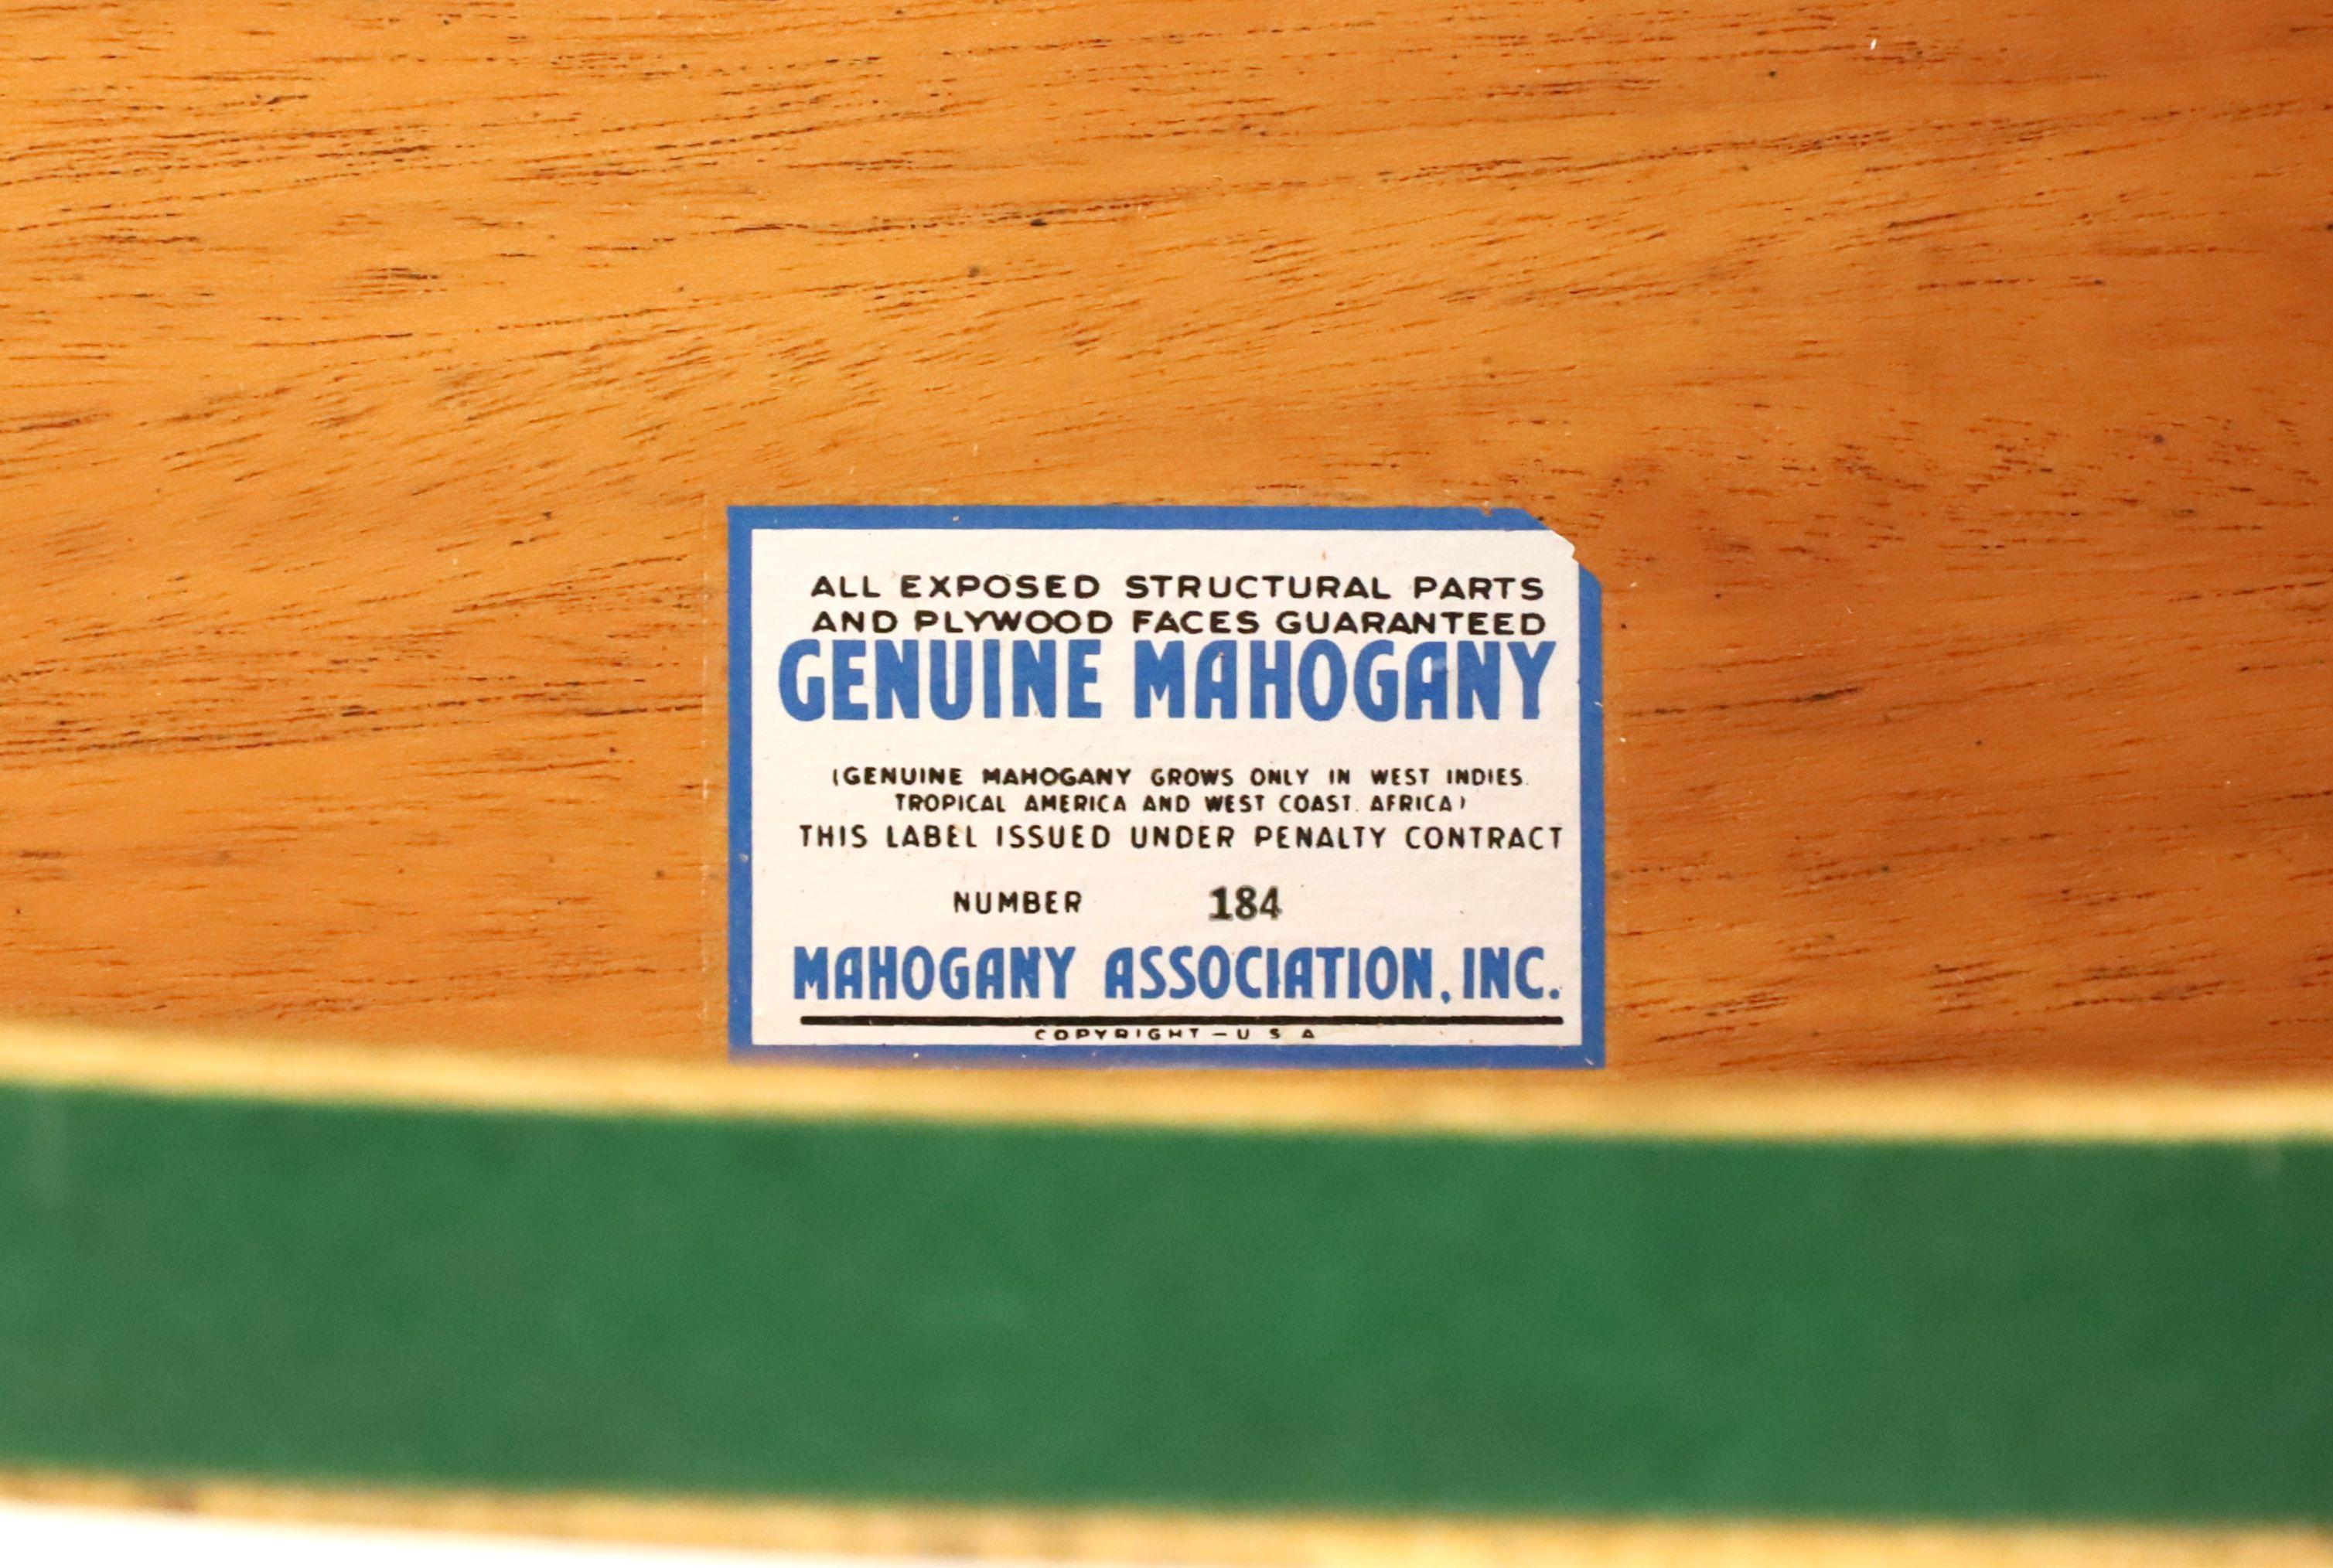 ALL EXPOSED STRUCTURAL PARTS
AND PLYWOOD FACES GUARANTEED
GENUINE MAHOGANY
(GENUINE MAHOGANY GROWS ONLY IN WEST INDIES.
TROPICAL AMERICA AND WEST COAST. AFRICA)
THIS LABEL ISSUED UNDER PENALTY CONTRACT
NUMBER 184
MAHOGANY ASSOCIATION, INC.
COPYRIGHT - U S A